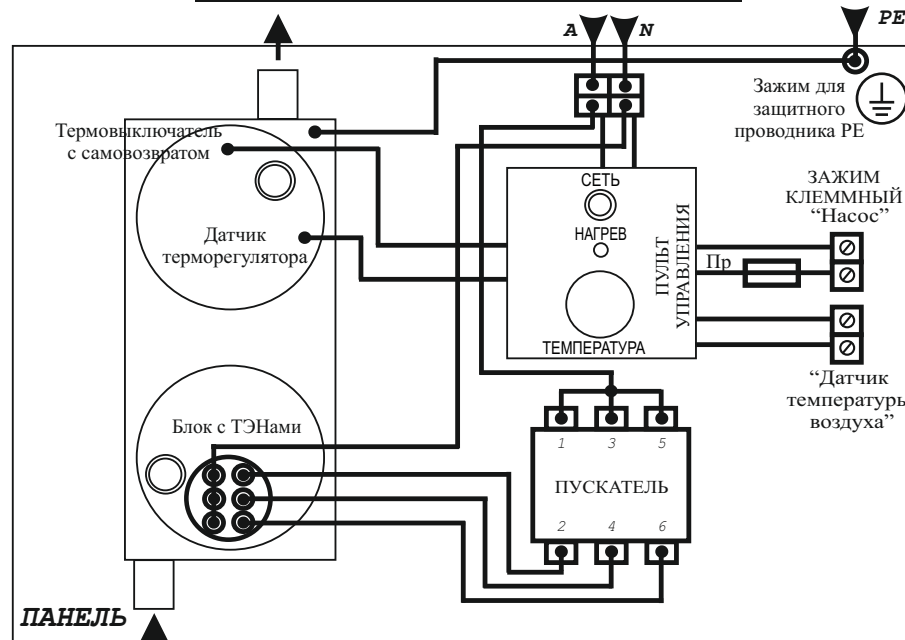 A N PE
Зажим для
защитного
проводника PE
Термовыключатель
с самовозвратом
Датчик
терморегулятора
СЕТЬ
НАГРЕВ
ТЕМПЕРАТУРА
ПУЛЬТ
УПРАВЛЕНИЯ
Пр
ЗАЖИМ
КЛЕММНЫЙ
“Насос”
“Датчик
температуры
воздуха”
Блок с ТЭНами
1 3 5
ПУСКАТЕЛЬ
2 4 6
ПАНЕЛЬ